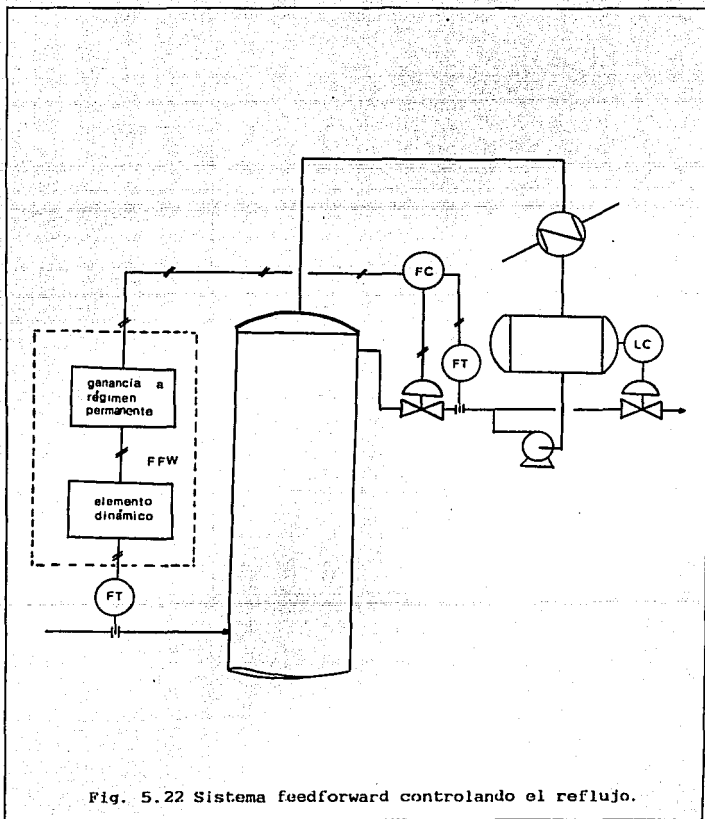 FC
FT
LC
ganancia a
régimen
permanente
FFW
elemento
dinámico
FT
Fig. 5.22 Sistema feedforward controlando el reflujo.